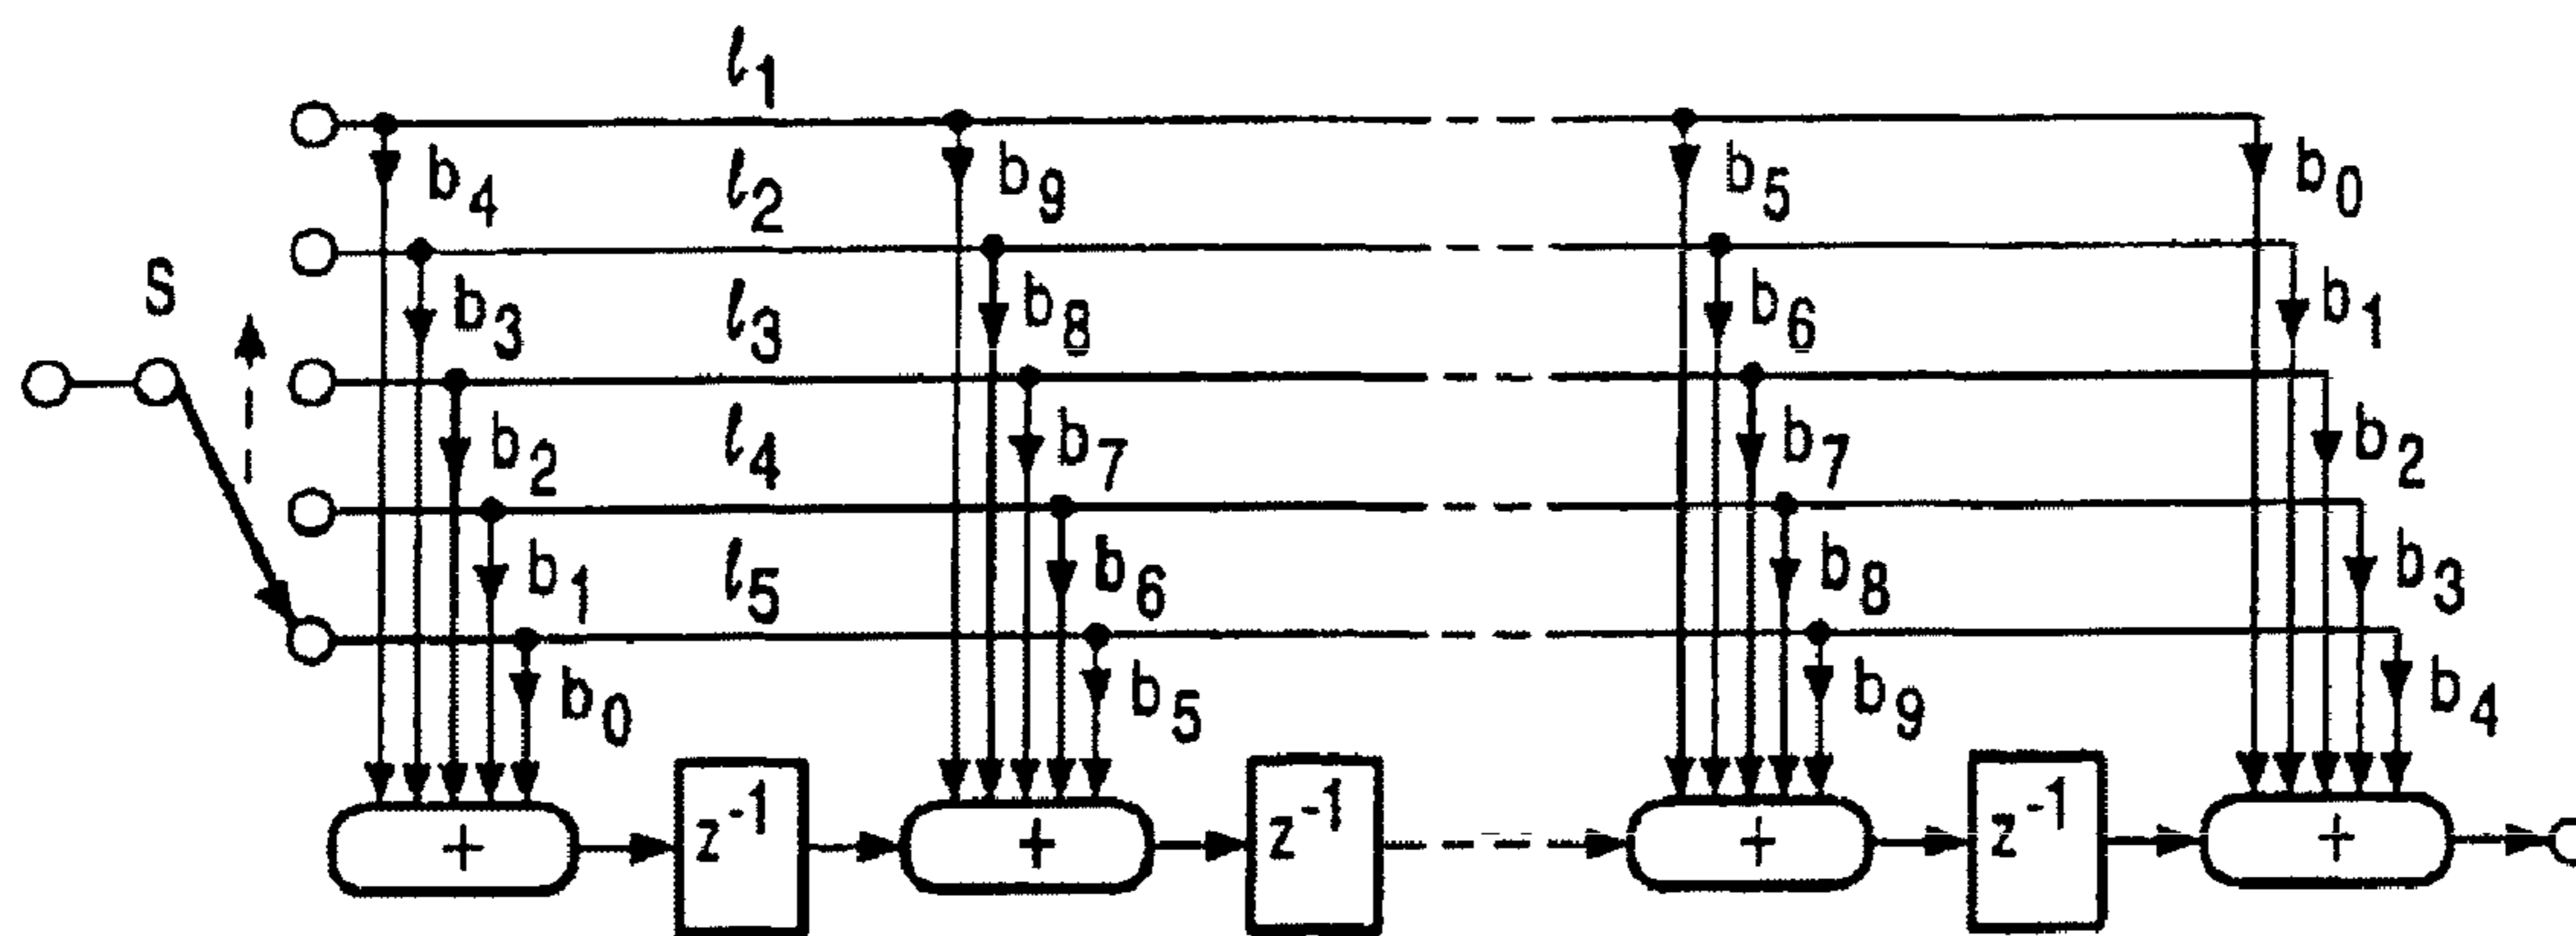 l1
b4 b9 b5 b0
l2
S b3 b8 b6 b1
l3
b2 b7 b7 b2
l4
b1 b6 b8 b3
l5
b0 b5 b9 b4
+ z-1 + z-1 + z-1 +